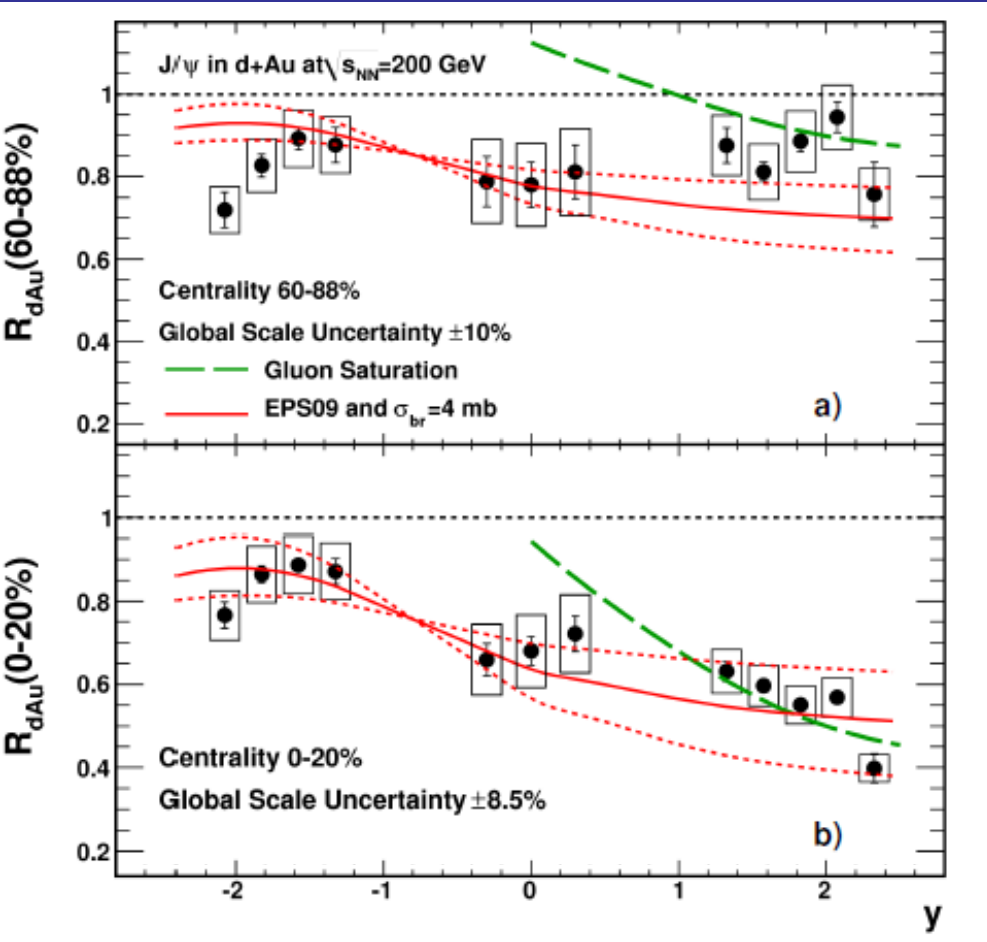 J/ψ in d+Au at√s_NN=200 GeV
1
0.8
0.6
0.4
0.2
R_dAu(60-88%)
Centrality 60-88%
Global Scale Uncertainty ±10%
Gluon Saturation
EPS09 and σ_br=4 mb
a)
1
0.8
0.6
0.4
0.2
R_dAu(0-20%)
Centrality 0-20%
Global Scale Uncertainty ±8.5%
b)
-2 -1 0 1 2
y